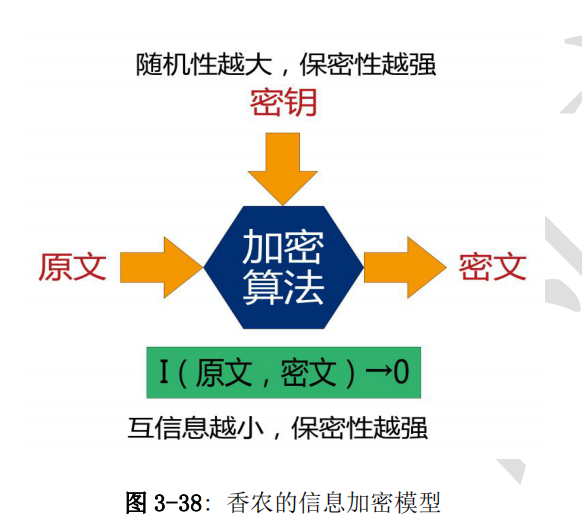 随机性越大，保密性越强
密钥
原文
加密
算法
密文
I（原文，密文）→0
互信息越小，保密性越强
图 3-38：香农的信息加密模型